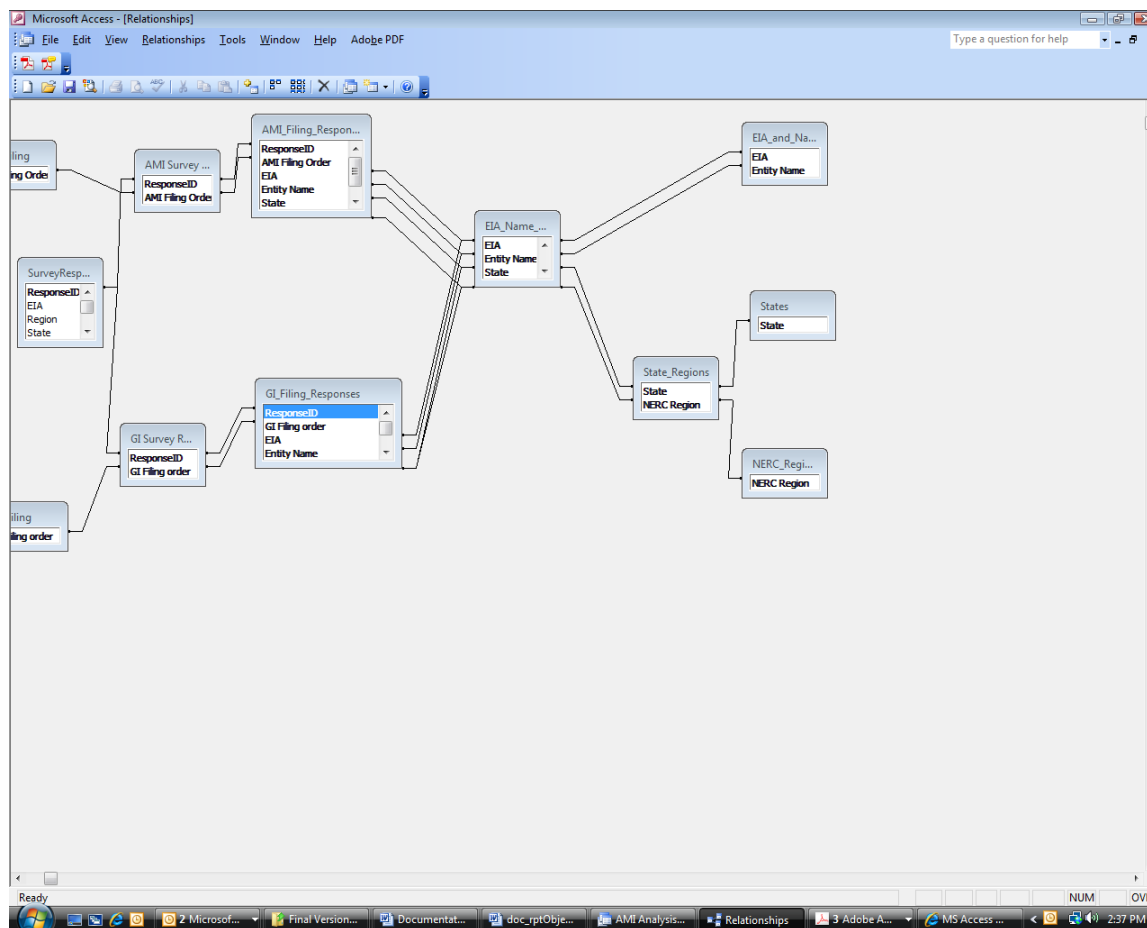 Microsoft Access - [Relationships]
File Edit View Relationships Tools Window Help Adobe PDF
Type a question for help
AMI_Filing_Respon...
ResponseID
AMI Filing Order
EIA
Entity Name
State
EIA_and_Na...
EIA
Entity Name
iling
ing Order
AMI Survey ...
ResponseID
AMI Filing Order
EIA_Name_...
EIA
Entity Name
State
SurveyResp...
ResponseID
EIA
Region
State
States
State
State_Regions
State
NERC Region
GI_Filing_Responses
ResponseID
GI Filing order
EIA
Entity Name
GI Survey R...
ResponseID
GI Filing order
NERC_Regi...
NERC Region
iling
iling order
Ready
NUM OV
2 Microsof... Final Version... Documentat... doc_rptObje... AMI Analysis... Relationships 3 Adobe A... MS Access ... 2:37 PM